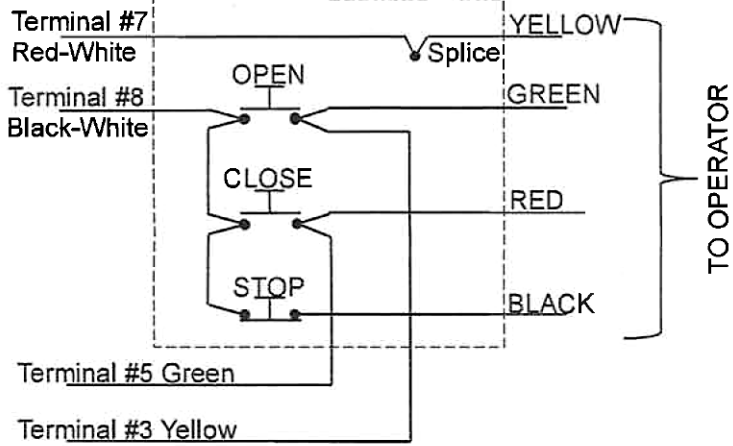 Terminal #7
Red-White
YELLOW
Splice
OPEN
Terminal #8
Black-White
GREEN
CLOSE
RED
STOP
BLACK
TO OPERATOR
Terminal #5 Green
Terminal #3 Yellow